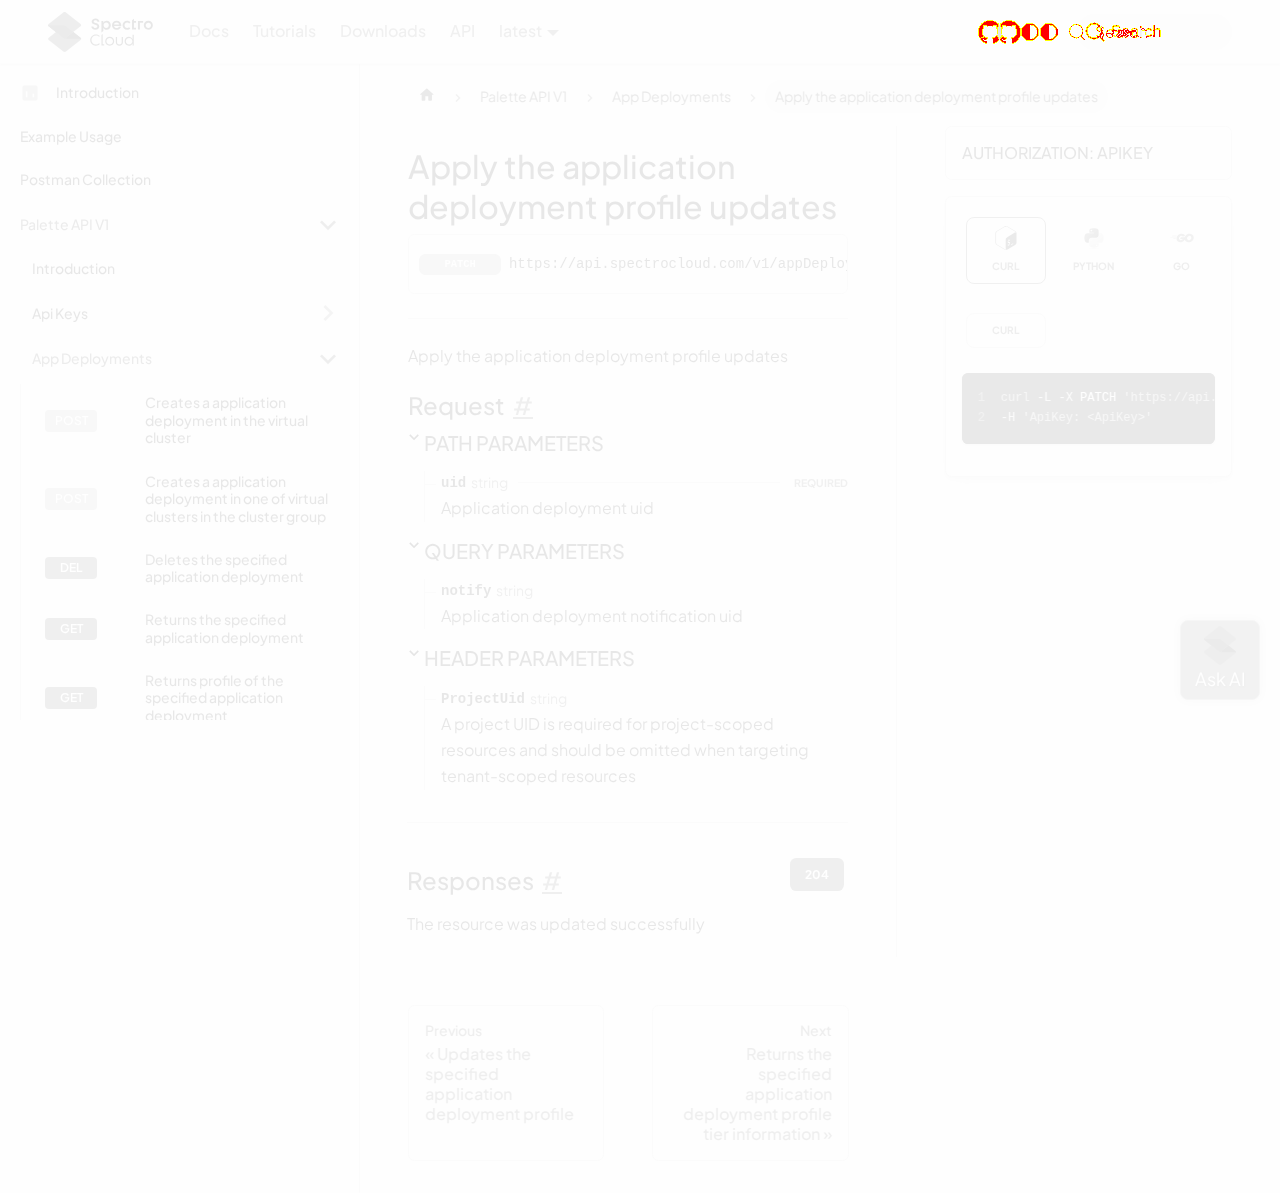 Spectro Cloud
Docs Tutorials Downloads API latest
Search
Introduction
Example Usage
Postman Collection
Palette API V1
Introduction
Api Keys
App Deployments
POST Creates a application
deployment in the virtual
cluster
POST Creates a application
deployment in one of virtual
clusters in the cluster group
DEL Deletes the specified
application deployment
GET Returns the specified
application deployment
GET Returns profile of the
specified application
deployment
Palette API V1 App Deployments Apply the application deployment profile updates
Apply the application
deployment profile updates
PATCH https://api.spectrocloud.com/v1/appDeploy
Apply the application deployment profile updates
Request #
PATH PARAMETERS
uid string REQUIRED
Application deployment uid
QUERY PARAMETERS
notify string
Application deployment notification uid
HEADER PARAMETERS
ProjectUid string
A project UID is required for project-scoped
resources and should be omitted when targeting
tenant-scoped resources
Responses #
204
The resource was updated successfully
Previous
« Updates the
specified
application
deployment profile
Next
Returns the
specified
application
deployment profile
tier information »
AUTHORIZATION: APIKEY
CURL PYTHON GO
CURL
1 curl -L -X PATCH 'https://api.
2 -H 'ApiKey: <ApiKey>'
Ask AI